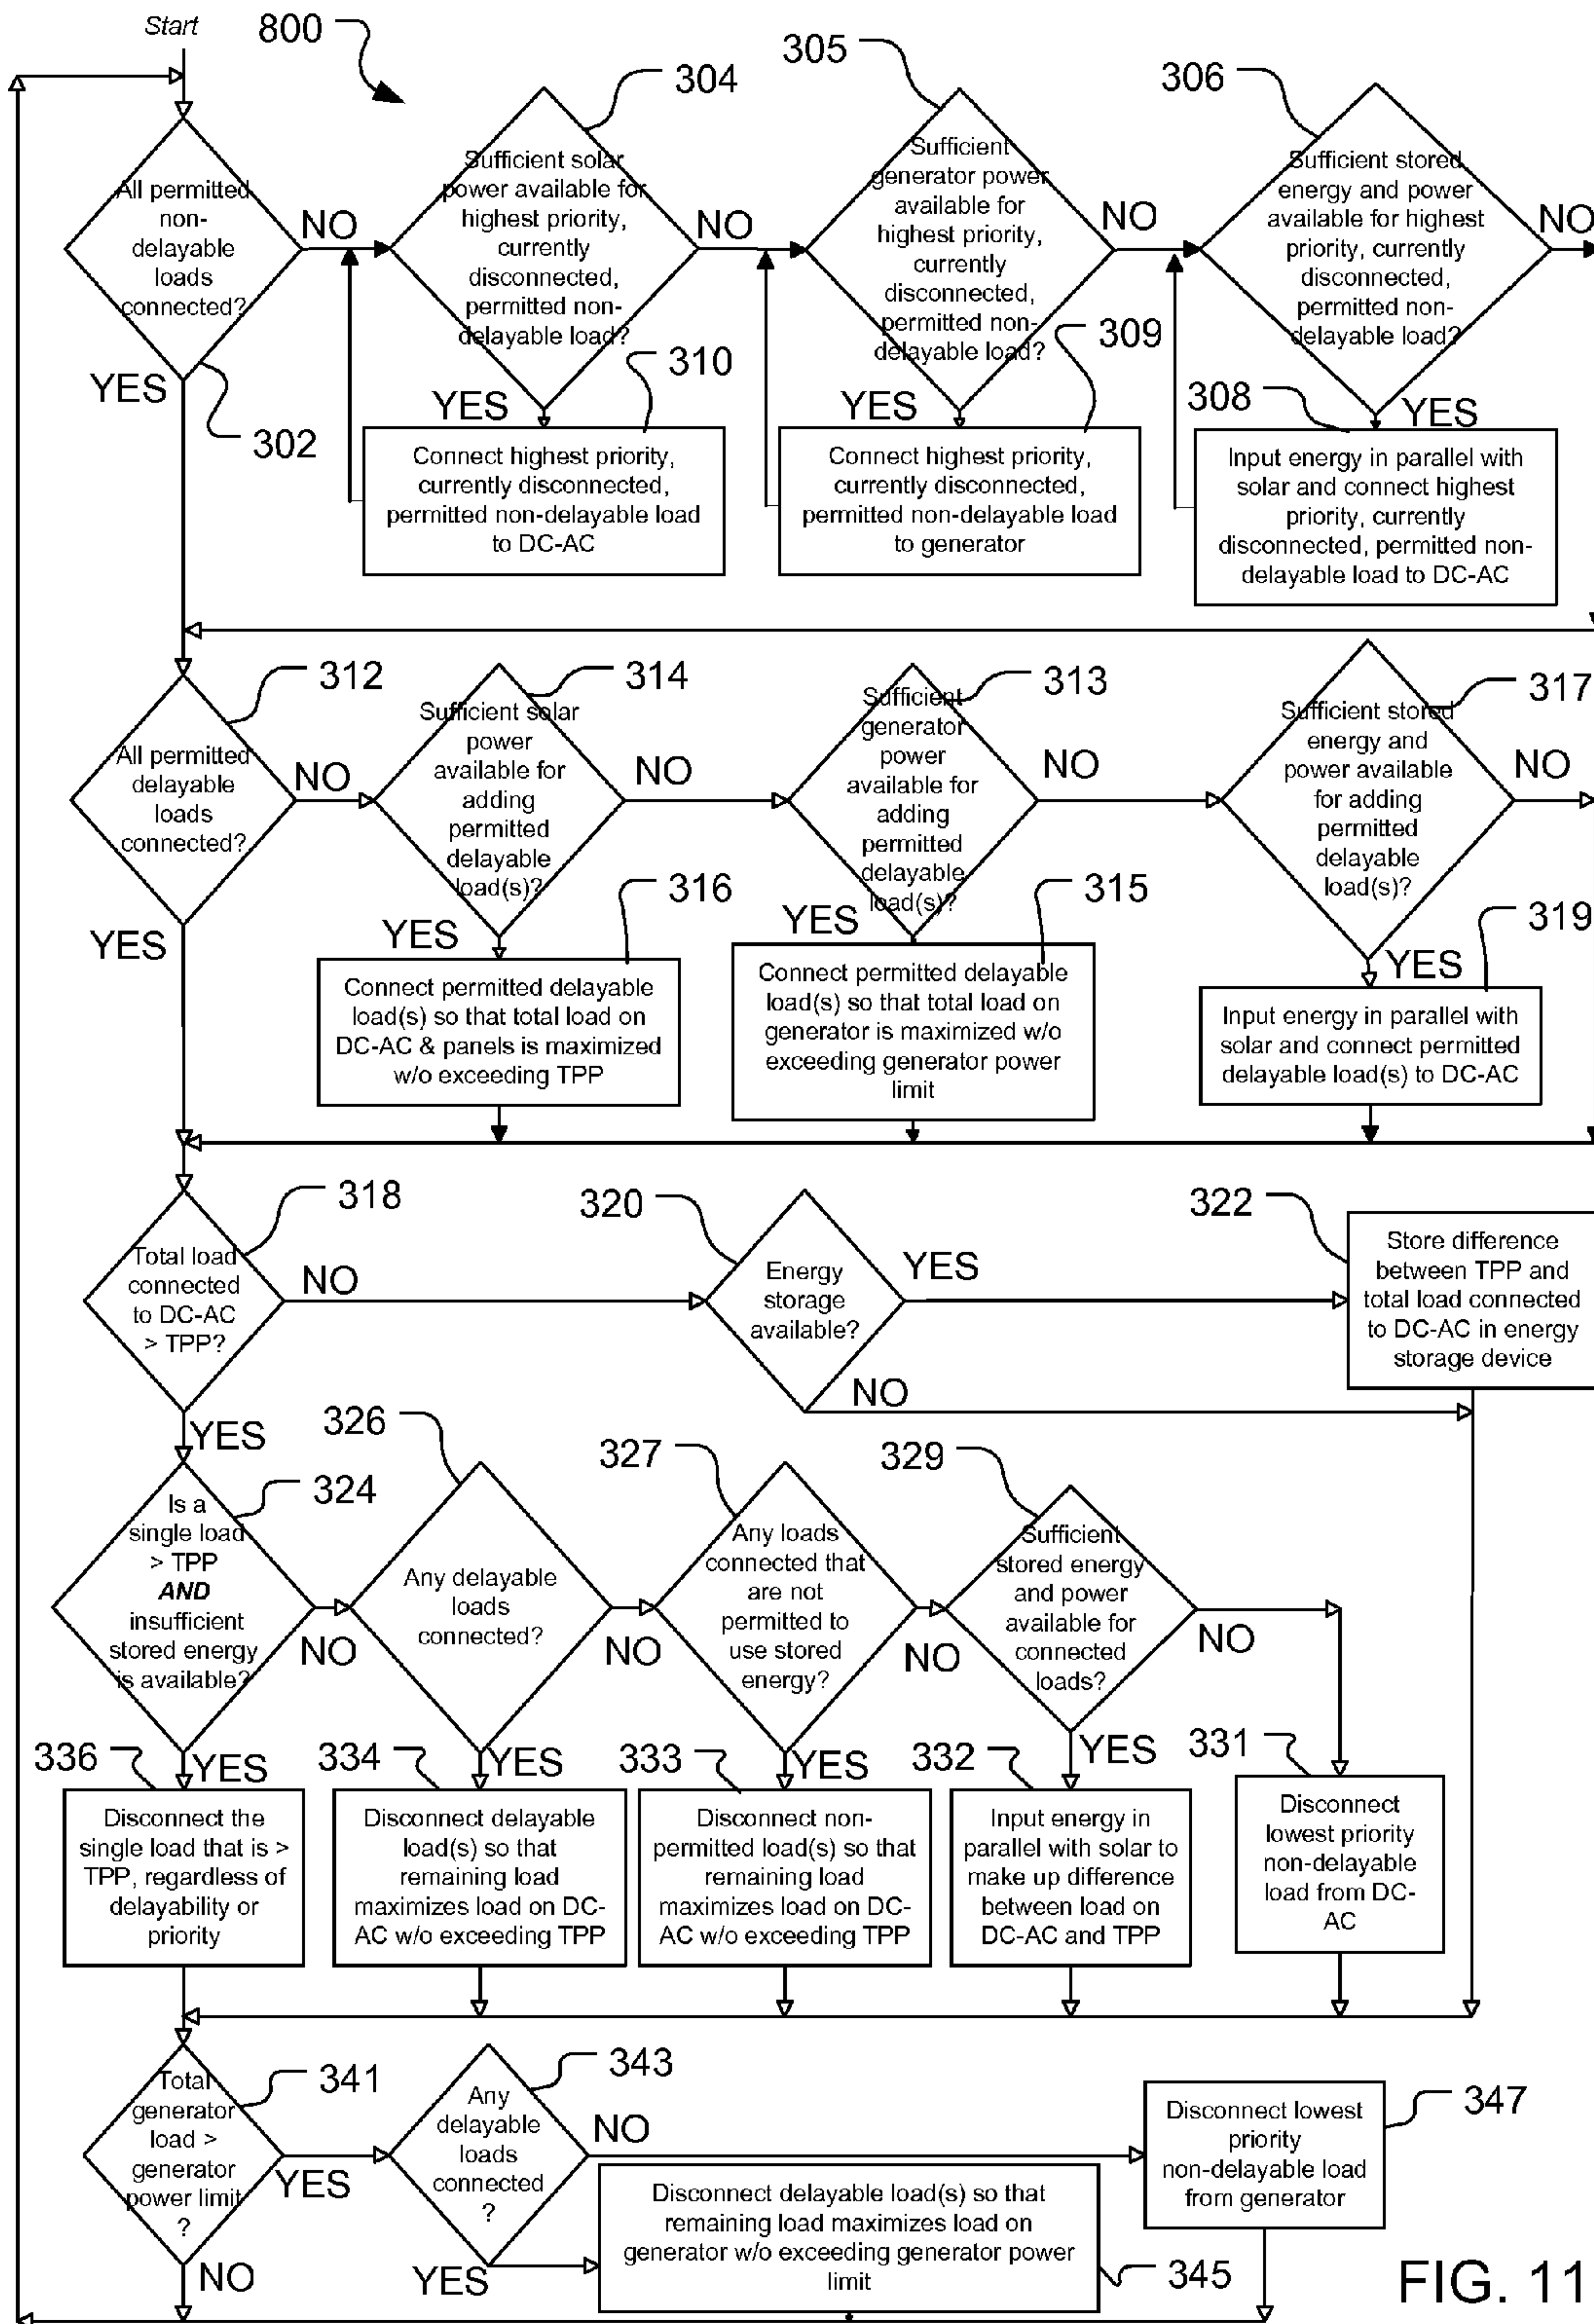 Start
800
304
305
306
All permitted
non-
delayable
loads
connected?
NO
YES
302
Sufficient solar
power available for
highest priority,
currently
disconnected,
permitted non-
delayable load?
NO
YES
310
Connect highest priority,
currently disconnected,
permitted non-delayable load
to DC-AC
Sufficient
generator power
available for
highest priority,
currently
disconnected,
permitted non-
delayable load?
NO
YES
309
Connect highest priority,
currently disconnected,
permitted non-delayable load
to generator
Sufficient stored
energy and power
available for highest
priority, currently
disconnected,
permitted non-
delayable load?
NO
308
YES
Input energy in parallel with
solar and connect highest
priority, currently
disconnected, permitted non-
delayable load to DC-AC
312
All permitted
delayable
loads
connected?
NO
YES
314
Sufficient solar
power
available for
adding
permitted
delayable
load(s)?
NO
YES
316
Connect permitted delayable
load(s) so that total load on
DC-AC & panels is maximized
w/o exceeding TPP
313
Sufficient
generator
power
available for
adding
permitted
delayable
load(s)?
NO
YES
315
Connect permitted delayable
load(s) so that total load on
generator is maximized w/o
exceeding generator power
limit
317
Sufficient stored
energy and
power available
for adding
permitted
delayable
load(s)?
NO
YES
319
Input energy in parallel with
solar and connect permitted
delayable load(s) to DC-AC
318
Total load
connected
to DC-AC
> TPP?
NO
YES
320
Energy
storage
available?
YES
NO
322
Store difference
between TPP and
total load connected
to DC-AC in energy
storage device
324
Is a
single load
> TPP
AND
insufficient
stored energy
is available?
NO
YES
326
Any delayable
loads
connected?
NO
YES
327
Any loads
connected that
are not
permitted to
use stored
energy?
NO
YES
329
Sufficient
stored energy
and power
available for
connected
loads?
NO
YES
336
Disconnect the
single load that is >
TPP, regardless of
delayability or
priority
334
Disconnect delayable
load(s) so that
remaining load
maximizes load on DC-
AC w/o exceeding TPP
333
Disconnect non-
permitted load(s) so that
remaining load
maximizes load on DC-
AC w/o exceeding TPP
332
Input energy in
parallel with solar to
make up difference
between load on
DC-AC and TPP
331
Disconnect
lowest priority
non-delayable
load from DC-
AC
341
Total
generator
load >
generator
power limit
?
YES
NO
343
Any
delayable
loads
connected
?
NO
YES
347
Disconnect lowest
priority
non-delayable load
from generator
Disconnect delayable load(s) so that
remaining load maximizes load on
generator w/o exceeding generator power
limit
345
FIG. 11